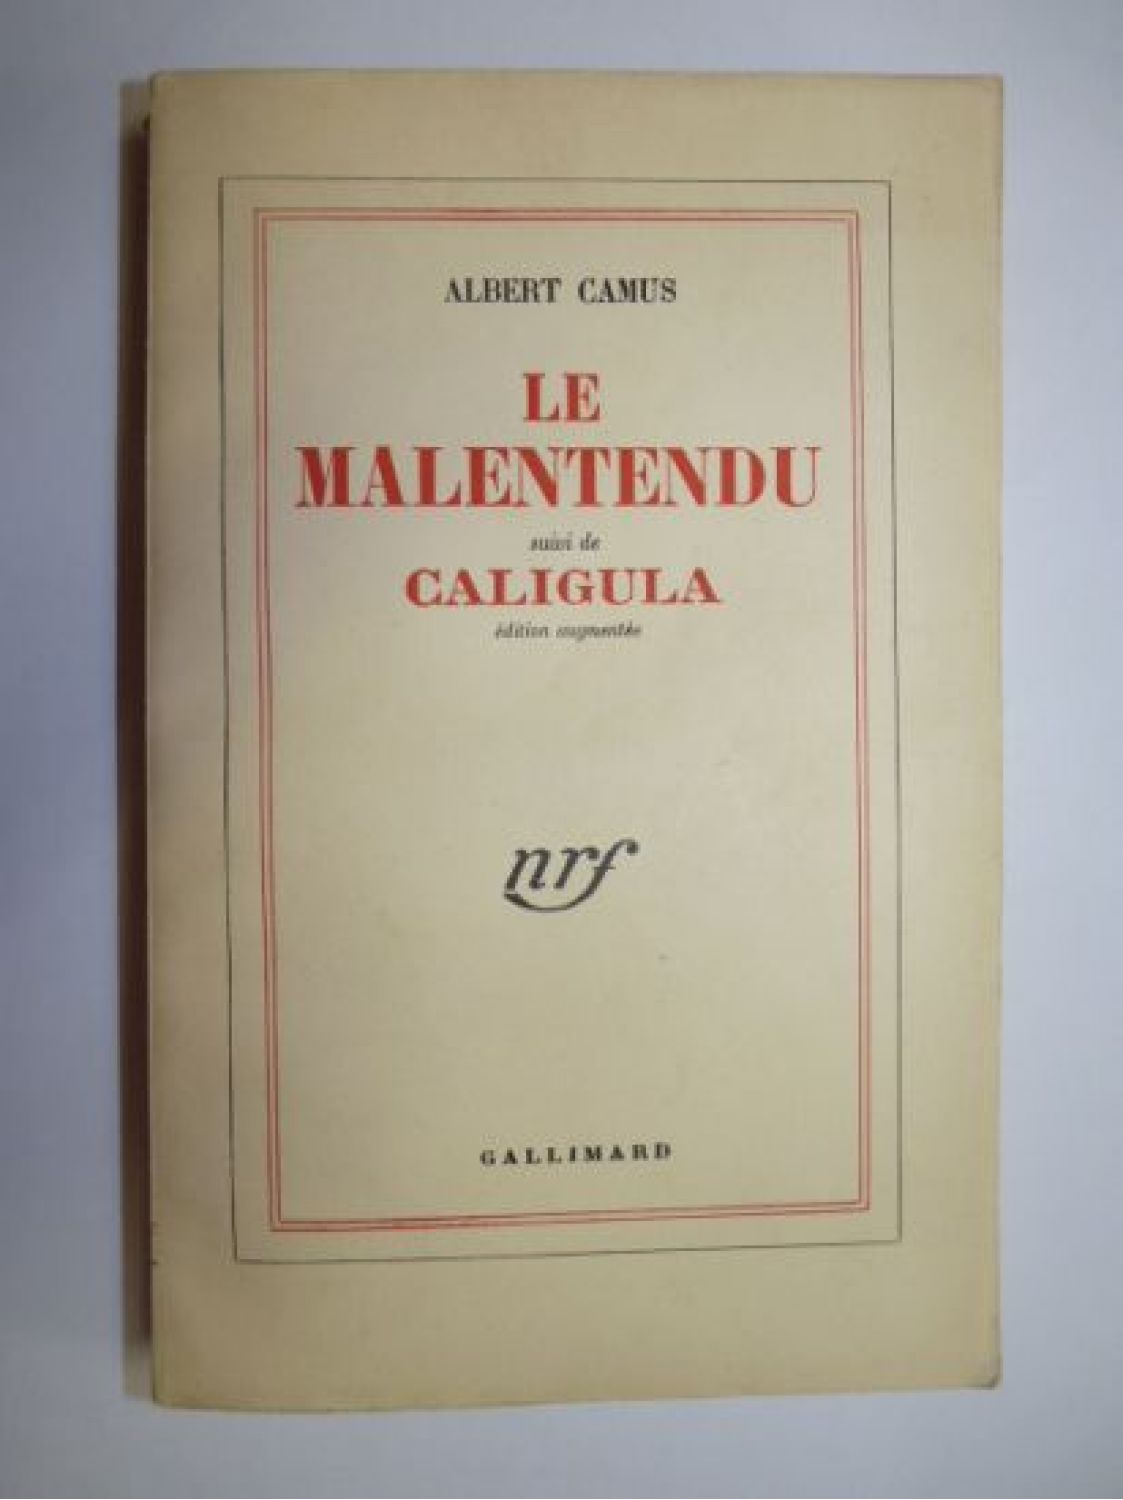 ALBERT CAMUS
LE
MALENTENDU
suivi de
CALIGULA
édition augmentée
nrf
GALLIMARD